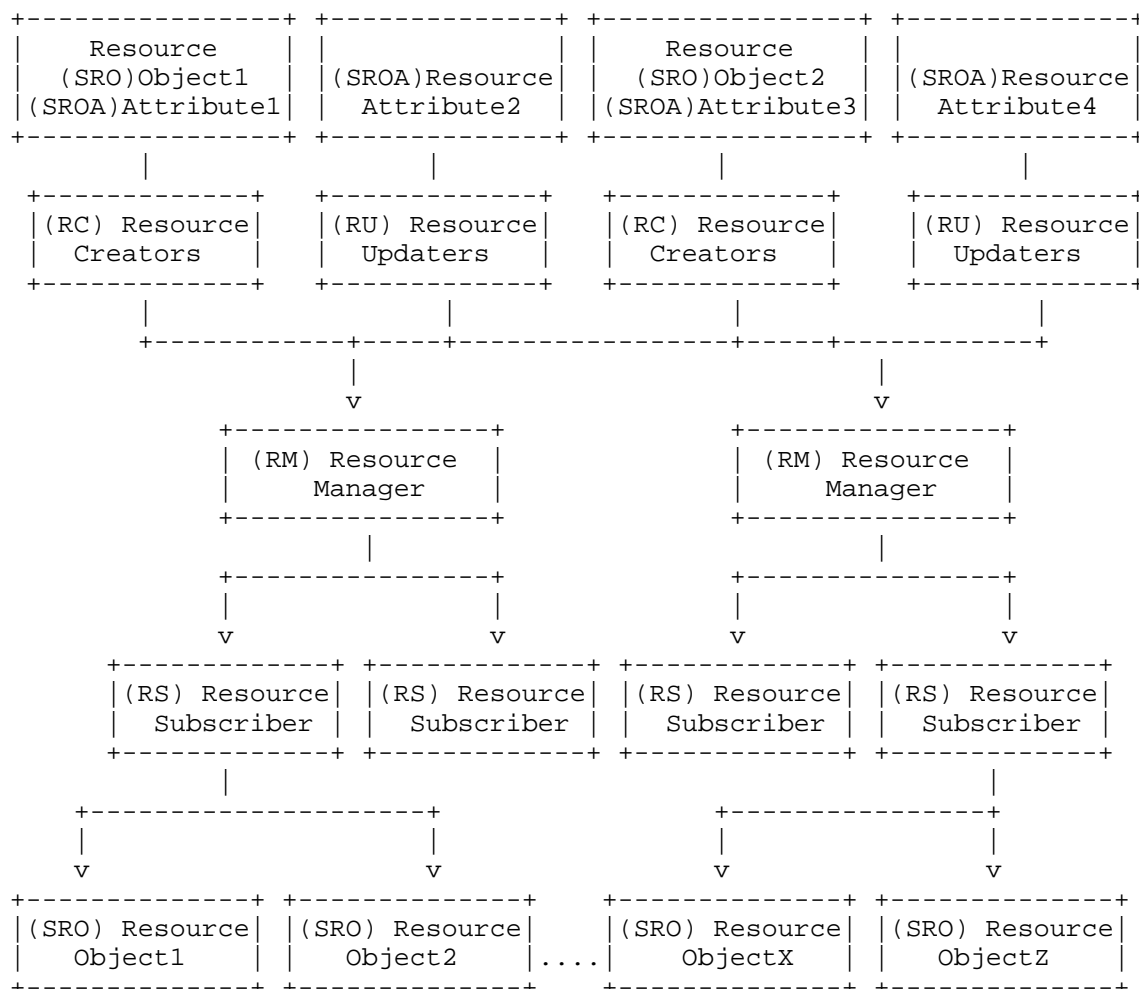 Resource Resource
(SRO)Object1 (SROA)Resource (SRO)Object2 (SROA)Resource
(SROA)Attribute1 Attribute2 (SROA)Attribute3 Attribute4
(RC) Resource (RU) Resource (RC) Resource (RU) Resource
Creators Updaters Creators Updaters
v v
(RM) Resource (RM) Resource
Manager Manager
v v v v
(RS) Resource (RS) Resource (RS) Resource (RS) Resource
Subscriber Subscriber Subscriber Subscriber
v v v v
(SRO) Resource (SRO) Resource (SRO) Resource (SRO) Resource
Object1 Object2 .... ObjectX ObjectZ